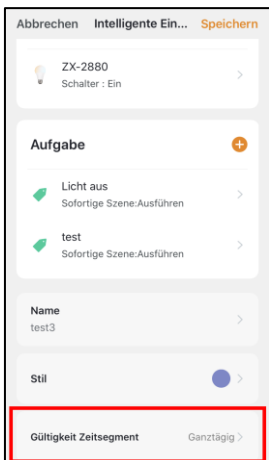 Abbrechen Intelligente Ein... Speichern
ZX-2880
Schalter : Ein
Aufgabe
Licht aus
Sofortige Szene:Ausführen
test
Sofortige Szene:Ausführen
Name
test3
Stil
Gültigkeit Zeitsegment Ganztägig